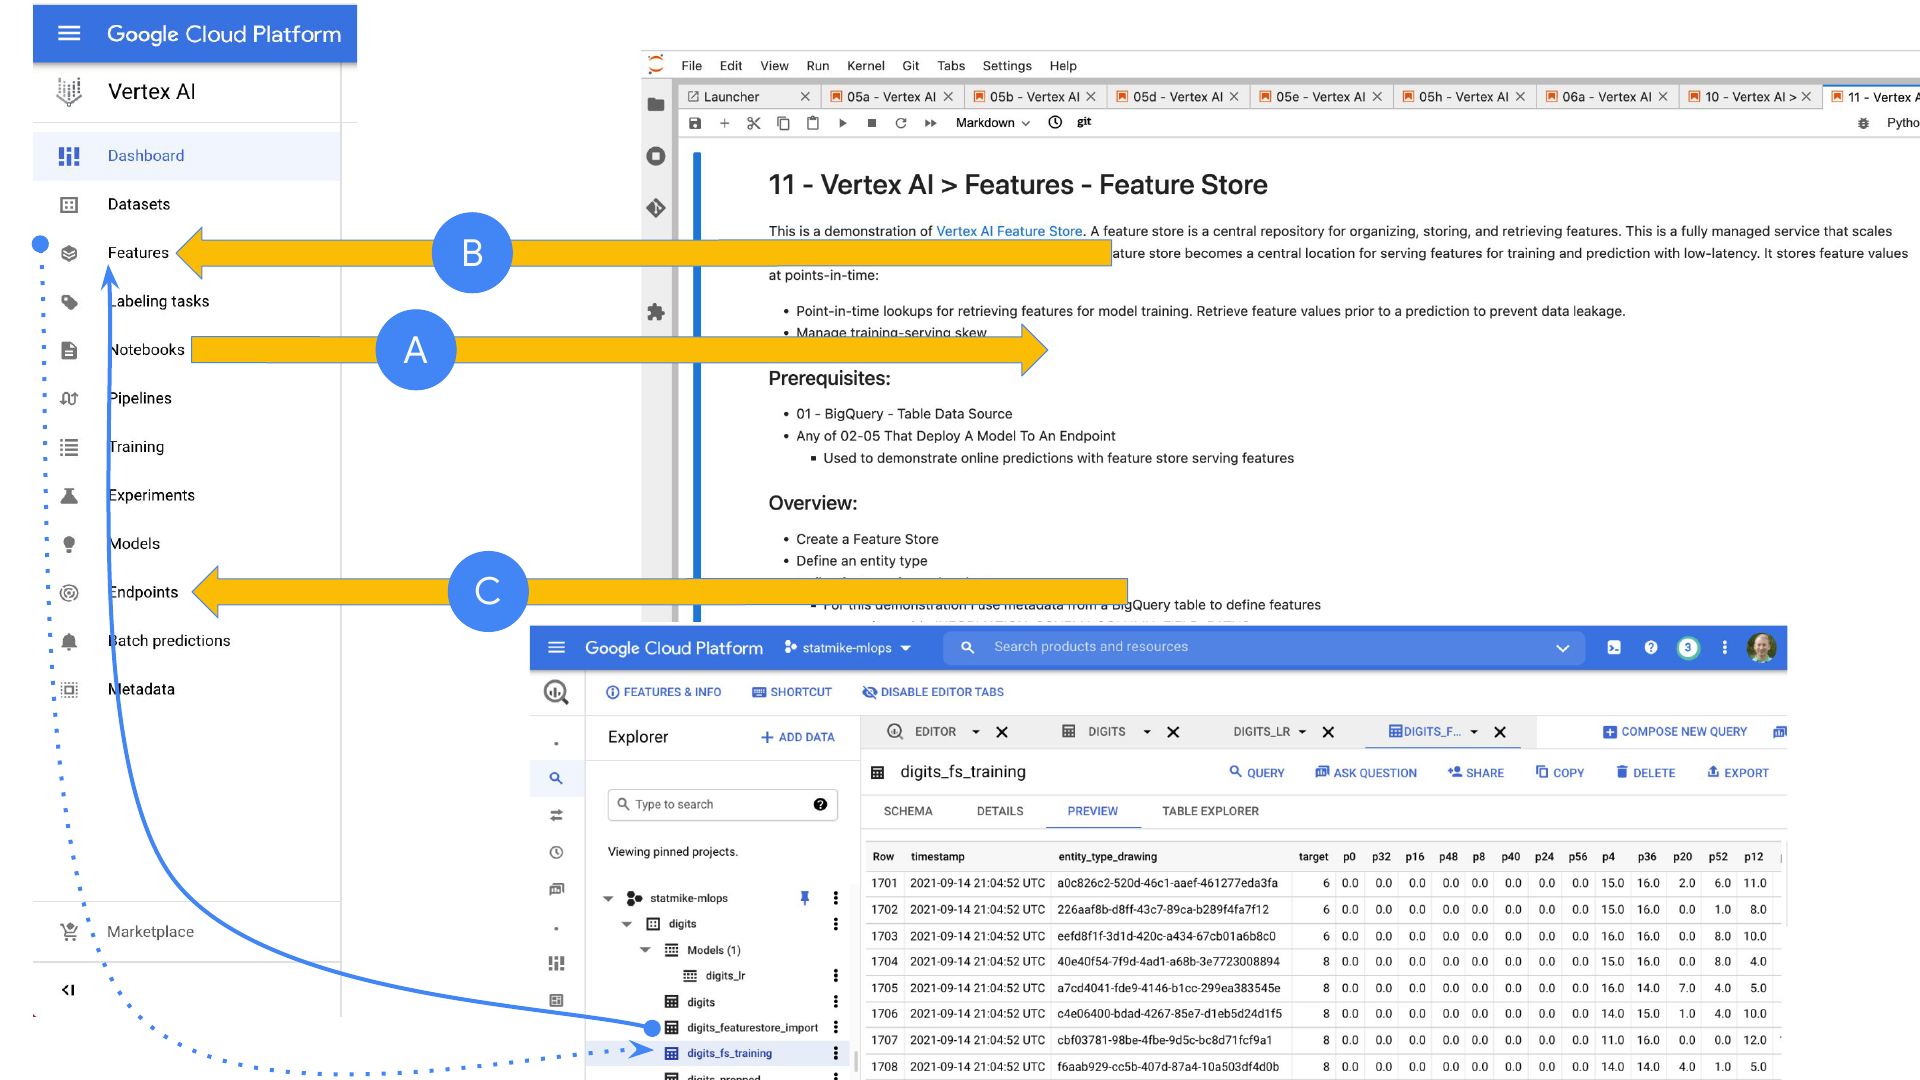 Google Cloud Platform
Vertex AI
Dashboard
Datasets
Features
Labeling tasks
Notebooks
Pipelines
Training
Experiments
Models
Endpoints
Batch predictions
Metadata
Marketplace
B
A
C
File Edit View Run Kernel Git Tabs Settings Help
Launcher 05a - Vertex AI 05b - Vertex AI 05d - Vertex AI 05e - Vertex AI 05h - Vertex AI 06a - Vertex AI 10 - Vertex AI > 11 - Vertex A
Markdown git Pytho
11 - Vertex AI > Features - Feature Store
This is a demonstration of Vertex AI Feature Store. A feature store is a central repository for organizing, storing, and retrieving features. This is a fully managed service that scales
ature store becomes a central location for serving features for training and prediction with low-latency. It stores feature values
at points-in-time:
• Point-in-time lookups for retrieving features for model training. Retrieve feature values prior to a prediction to prevent data leakage.
• Manage training-serving skew
Prerequisites:
• 01 - BigQuery - Table Data Source
• Any of 02-05 That Deploy A Model To An Endpoint
▪ Used to demonstrate online predictions with feature store serving features
Overview:
• Create a Feature Store
• Define an entity type
▪ For this demonstration I use metadata from a BigQuery table to define features
Google Cloud Platform statmike-mlops Search products and resources 3
FEATURES & INFO SHORTCUT DISABLE EDITOR TABS
Explorer + ADD DATA
Type to search
Viewing pinned projects.
statmike-mlops
digits
Models (1)
digits_lr
digits
digits_featurestore_import
digits_fs_training
digits_prepped
EDITOR DIGITS DIGITS_LR DIGITS_F... COMPOSE NEW QUERY
digits_fs_training QUERY ASK QUESTION SHARE COPY DELETE EXPORT
SCHEMA DETAILS PREVIEW TABLE EXPLORER
Row timestamp entity_type_drawing target p0 p32 p16 p48 p8 p40 p24 p56 p4 p36 p20 p52 p12
1701 2021-09-14 21:04:52 UTC a0c826c2-520d-46c1-aaef-461277eda3fa 6 0.0 0.0 0.0 0.0 0.0 0.0 0.0 0.0 15.0 16.0 2.0 6.0 11.0
1702 2021-09-14 21:04:52 UTC 226aaf8b-d8ff-43c7-89ca-b289f4fa7f12 6 0.0 0.0 0.0 0.0 0.0 0.0 0.0 0.0 15.0 16.0 0.0 1.0 8.0
1703 2021-09-14 21:04:52 UTC eefd8f1f-3d1d-420c-a434-67cb01a6b8c0 6 0.0 0.0 0.0 0.0 0.0 0.0 0.0 0.0 16.0 16.0 0.0 8.0 10.0
1704 2021-09-14 21:04:52 UTC 40e40f54-7f9d-4ad1-a68b-3e7723008894 8 0.0 0.0 0.0 0.0 0.0 0.0 0.0 0.0 15.0 16.0 0.0 8.0 4.0
1705 2021-09-14 21:04:52 UTC a7cd4041-fde9-4146-b1cc-299ea383545e 8 0.0 0.0 0.0 0.0 0.0 0.0 0.0 0.0 16.0 14.0 7.0 4.0 5.0
1706 2021-09-14 21:04:52 UTC c4e06400-bdad-4267-85e7-d1eb5d24d1f5 8 0.0 0.0 0.0 0.0 0.0 0.0 0.0 0.0 14.0 15.0 1.0 4.0 10.0
1707 2021-09-14 21:04:52 UTC cbf03781-98be-4fbe-9d5c-bc8d71fcf9a1 8 0.0 0.0 0.0 0.0 0.0 0.0 0.0 0.0 11.0 16.0 0.0 0.0 12.0
1708 2021-09-14 21:04:52 UTC f6aab929-cc5b-407d-87a4-10a503df4d0b 8 0.0 0.0 0.0 0.0 0.0 0.0 0.0 0.0 14.0 14.0 4.0 1.0 5.0